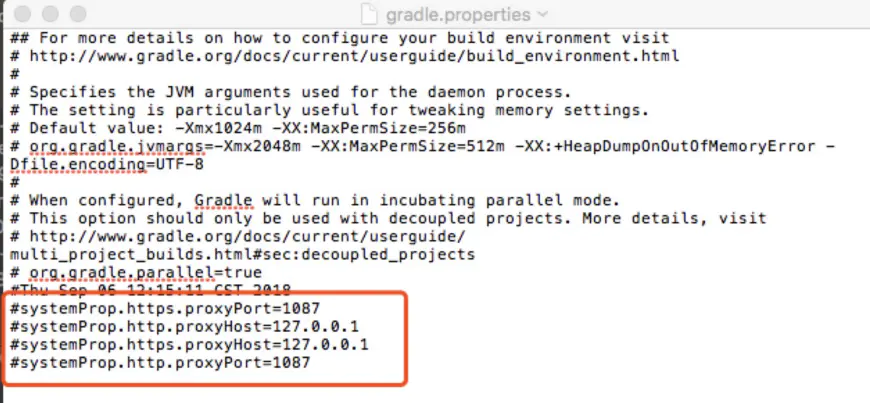 gradle.properties
## For more details on how to configure your build environment visit
# http://www.gradle.org/docs/current/userguide/build_environment.html
#
# Specifies the JVM arguments used for the daemon process.
# The setting is particularly useful for tweaking memory settings.
# Default value: -Xmx1024m -XX:MaxPermSize=256m
# org.gradle.jvmargs=-Xmx2048m -XX:MaxPermSize=512m -XX:+HeapDumpOnOutOfMemoryError -
Dfile.encoding=UTF-8
#
# When configured, Gradle will run in incubating parallel mode.
# This option should only be used with decoupled projects. More details, visit
# http://www.gradle.org/docs/current/userguide/
multi_project_builds.html#sec:decoupled_projects
# org.gradle.parallel=true
#Thu Sep 06 12:15:11 CST 2018
#systemProp.https.proxyPort=1087
#systemProp.http.proxyHost=127.0.0.1
#systemProp.https.proxyHost=127.0.0.1
#systemProp.http.proxyPort=1087